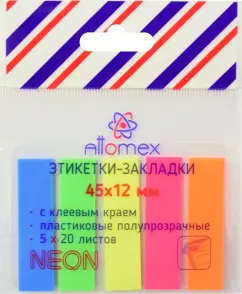 Attomex
ЭТИКЕТКИ-ЗАКЛАДКИ
45х12 мм
• с клеевым краем
• пластиковые полупрозрачные
• 5 х 20 листов
NEON